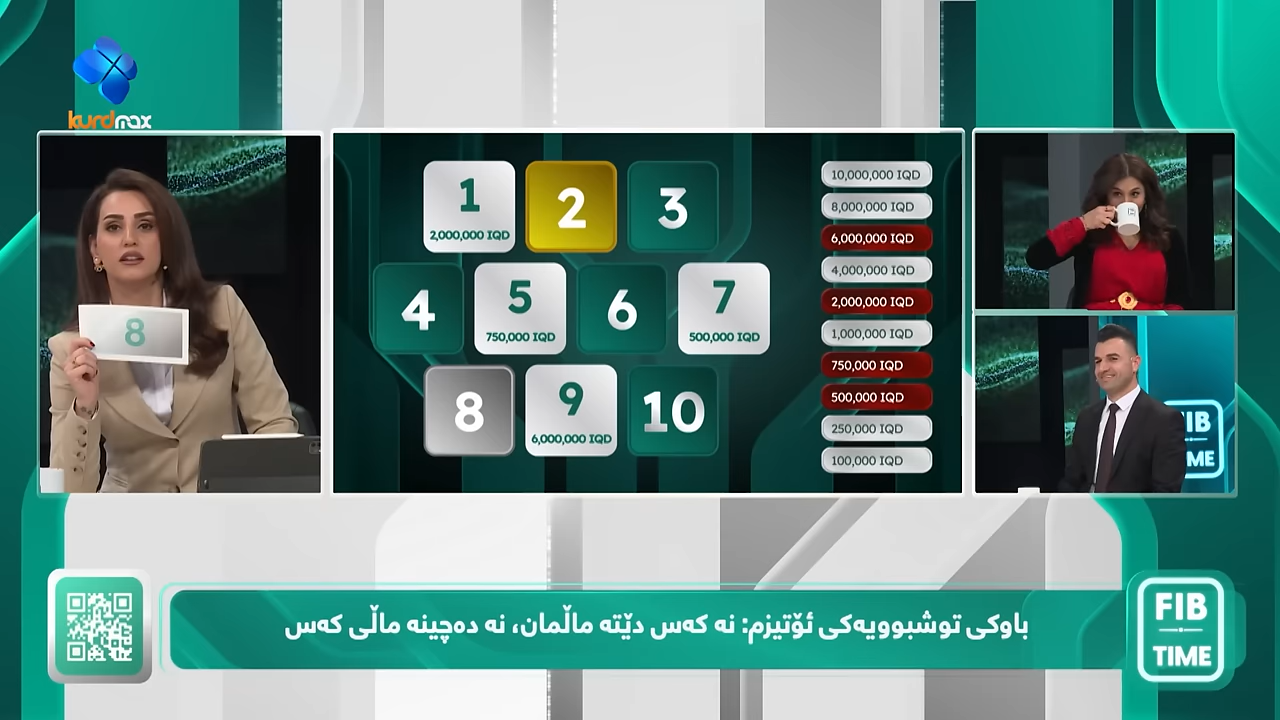 kurdmax
8
1
2,000,000 IQD
2
3
4
5
750,000 IQD
6
7
500,000 IQD
8
9
6,000,000 IQD
10
10,000,000 IQD
8,000,000 IQD
6,000,000 IQD
4,000,000 IQD
2,000,000 IQD
1,000,000 IQD
750,000 IQD
500,000 IQD
250,000 IQD
100,000 IQD
IB
ME
باوکی توشبوویەکی ئۆتیزم: نە کەس دێتە ماڵمان، نە دەچینە ماڵی کەس
FIB
TIME